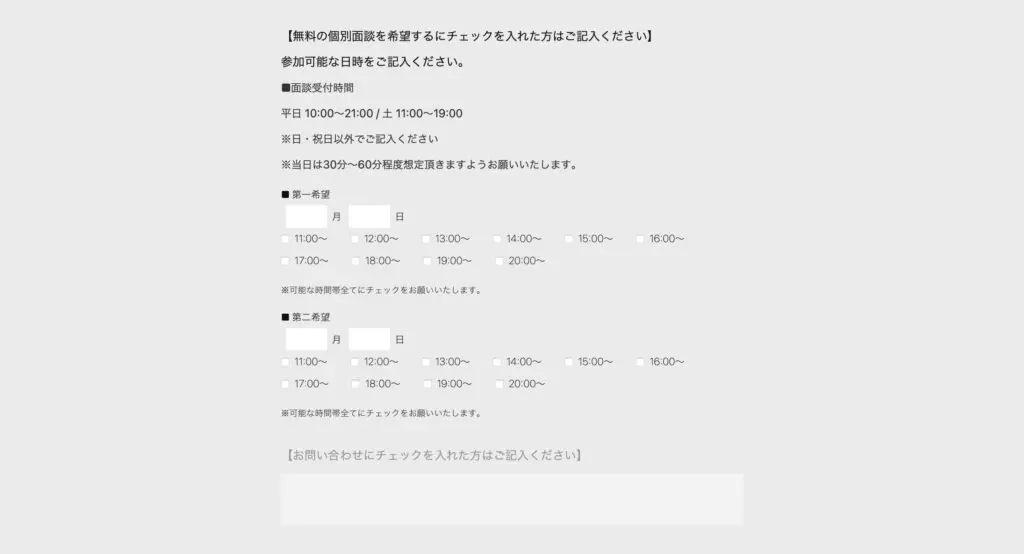 【無料の個別面談を希望するにチェックを入れた方はご記入ください】
参加可能な日時をご記入ください。
■面談受付時間
平日 10:00〜21:00 / 土 11:00〜19:00
※日・祝日以外でご記入ください
※当日は30分〜60分程度想定頂きますようお願いいたします。
■ 第一希望
月 日
11:00〜 12:00〜 13:00〜 14:00〜 15:00〜 16:00〜
17:00〜 18:00〜 19:00〜 20:00〜
※可能な時間帯全てにチェックをお願いいたします。
■ 第二希望
月 日
11:00〜 12:00〜 13:00〜 14:00〜 15:00〜 16:00〜
17:00〜 18:00〜 19:00〜 20:00〜
※可能な時間帯全てにチェックをお願いいたします。
【お問い合わせにチェックを入れた方はご記入ください】